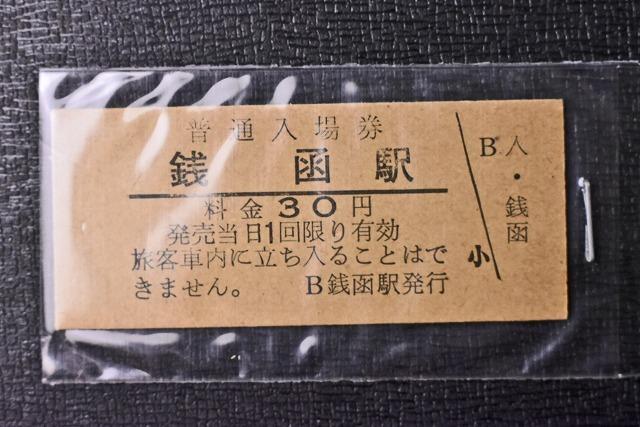 普通入場券
銭函駅
料金30円
発売当日1回限り有効
旅客車内に立ち入ることはで
きません。 B銭函駅発行
小
B
人・銭函